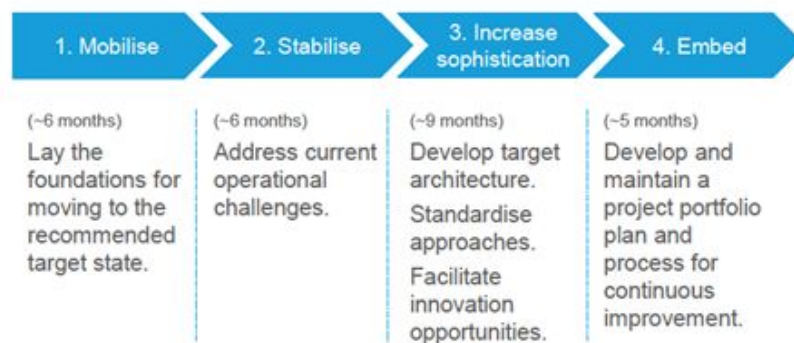 1. Mobilise
2. Stabilise
3. Increase
sophistication
4. Embed
(~6 months)
Lay the
foundations for
moving to the
recommended
target state.
(~6 months)
Address current
operational
challenges.
(~9 months)
Develop target
architecture.
Standardise
approaches.
Facilitate
innovation
opportunities.
(~5 months)
Develop and
maintain a
project portfolio
plan and
process for
continuous
improvement.